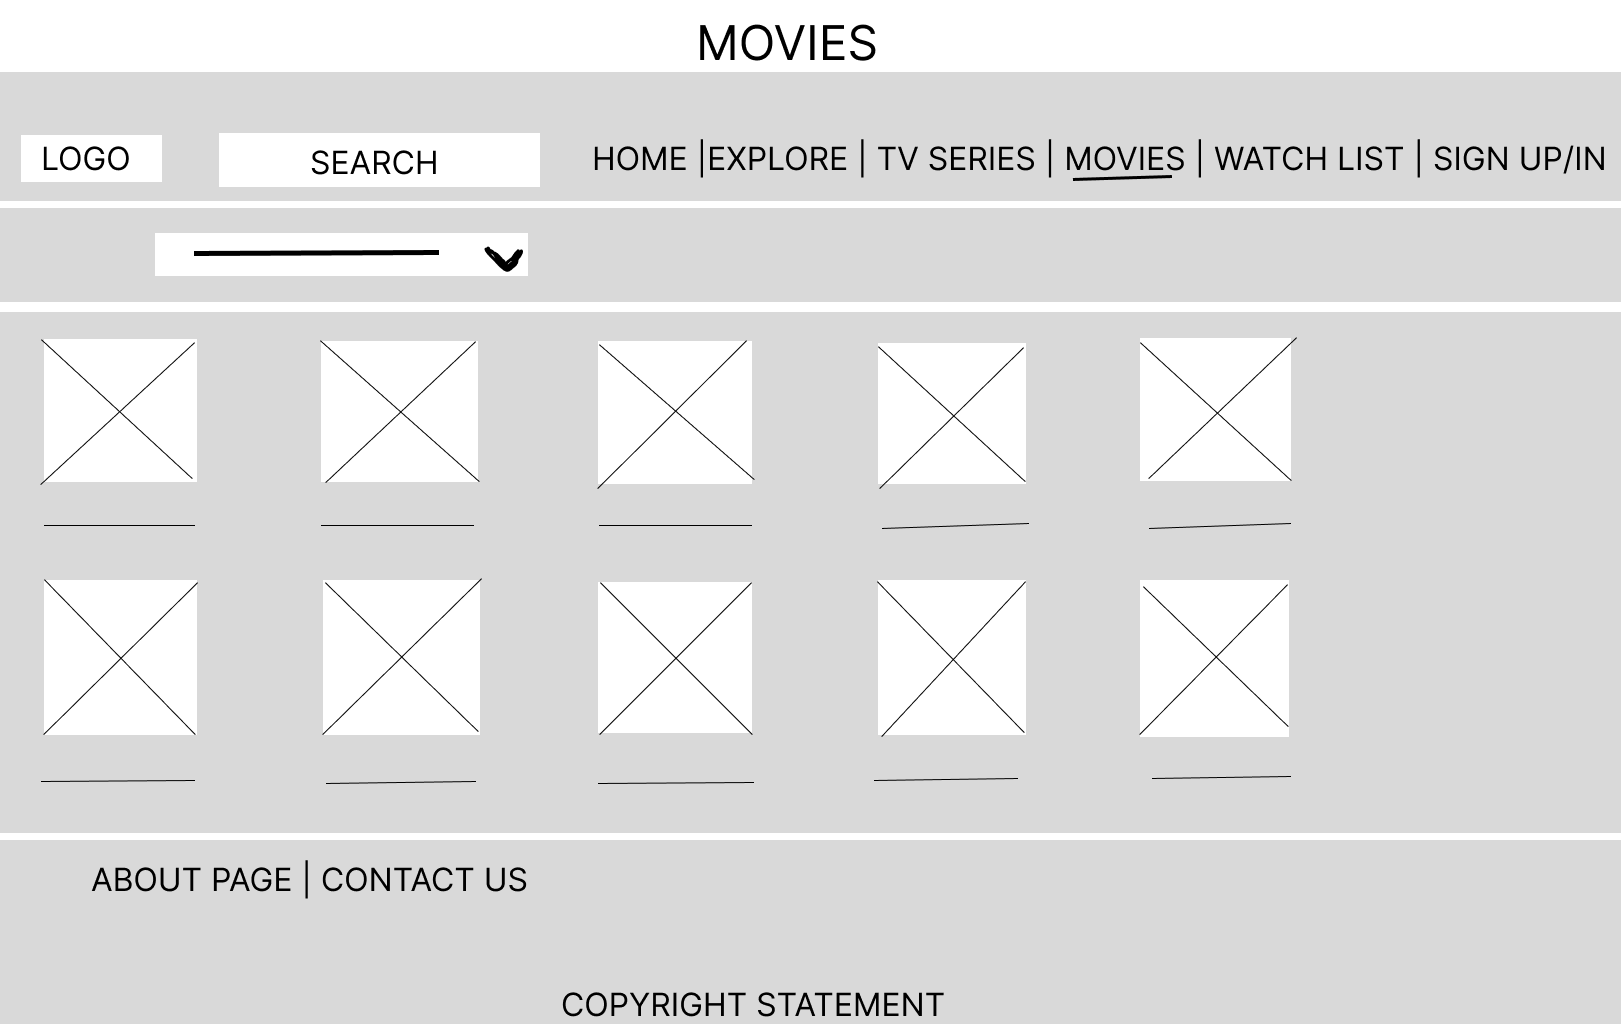 MOVIES
LOGO
SEARCH
HOME |EXPLORE | TV SERIES | MOVIES | WATCH LIST | SIGN UP/IN
ABOUT PAGE | CONTACT US
COPYRIGHT STATEMENT